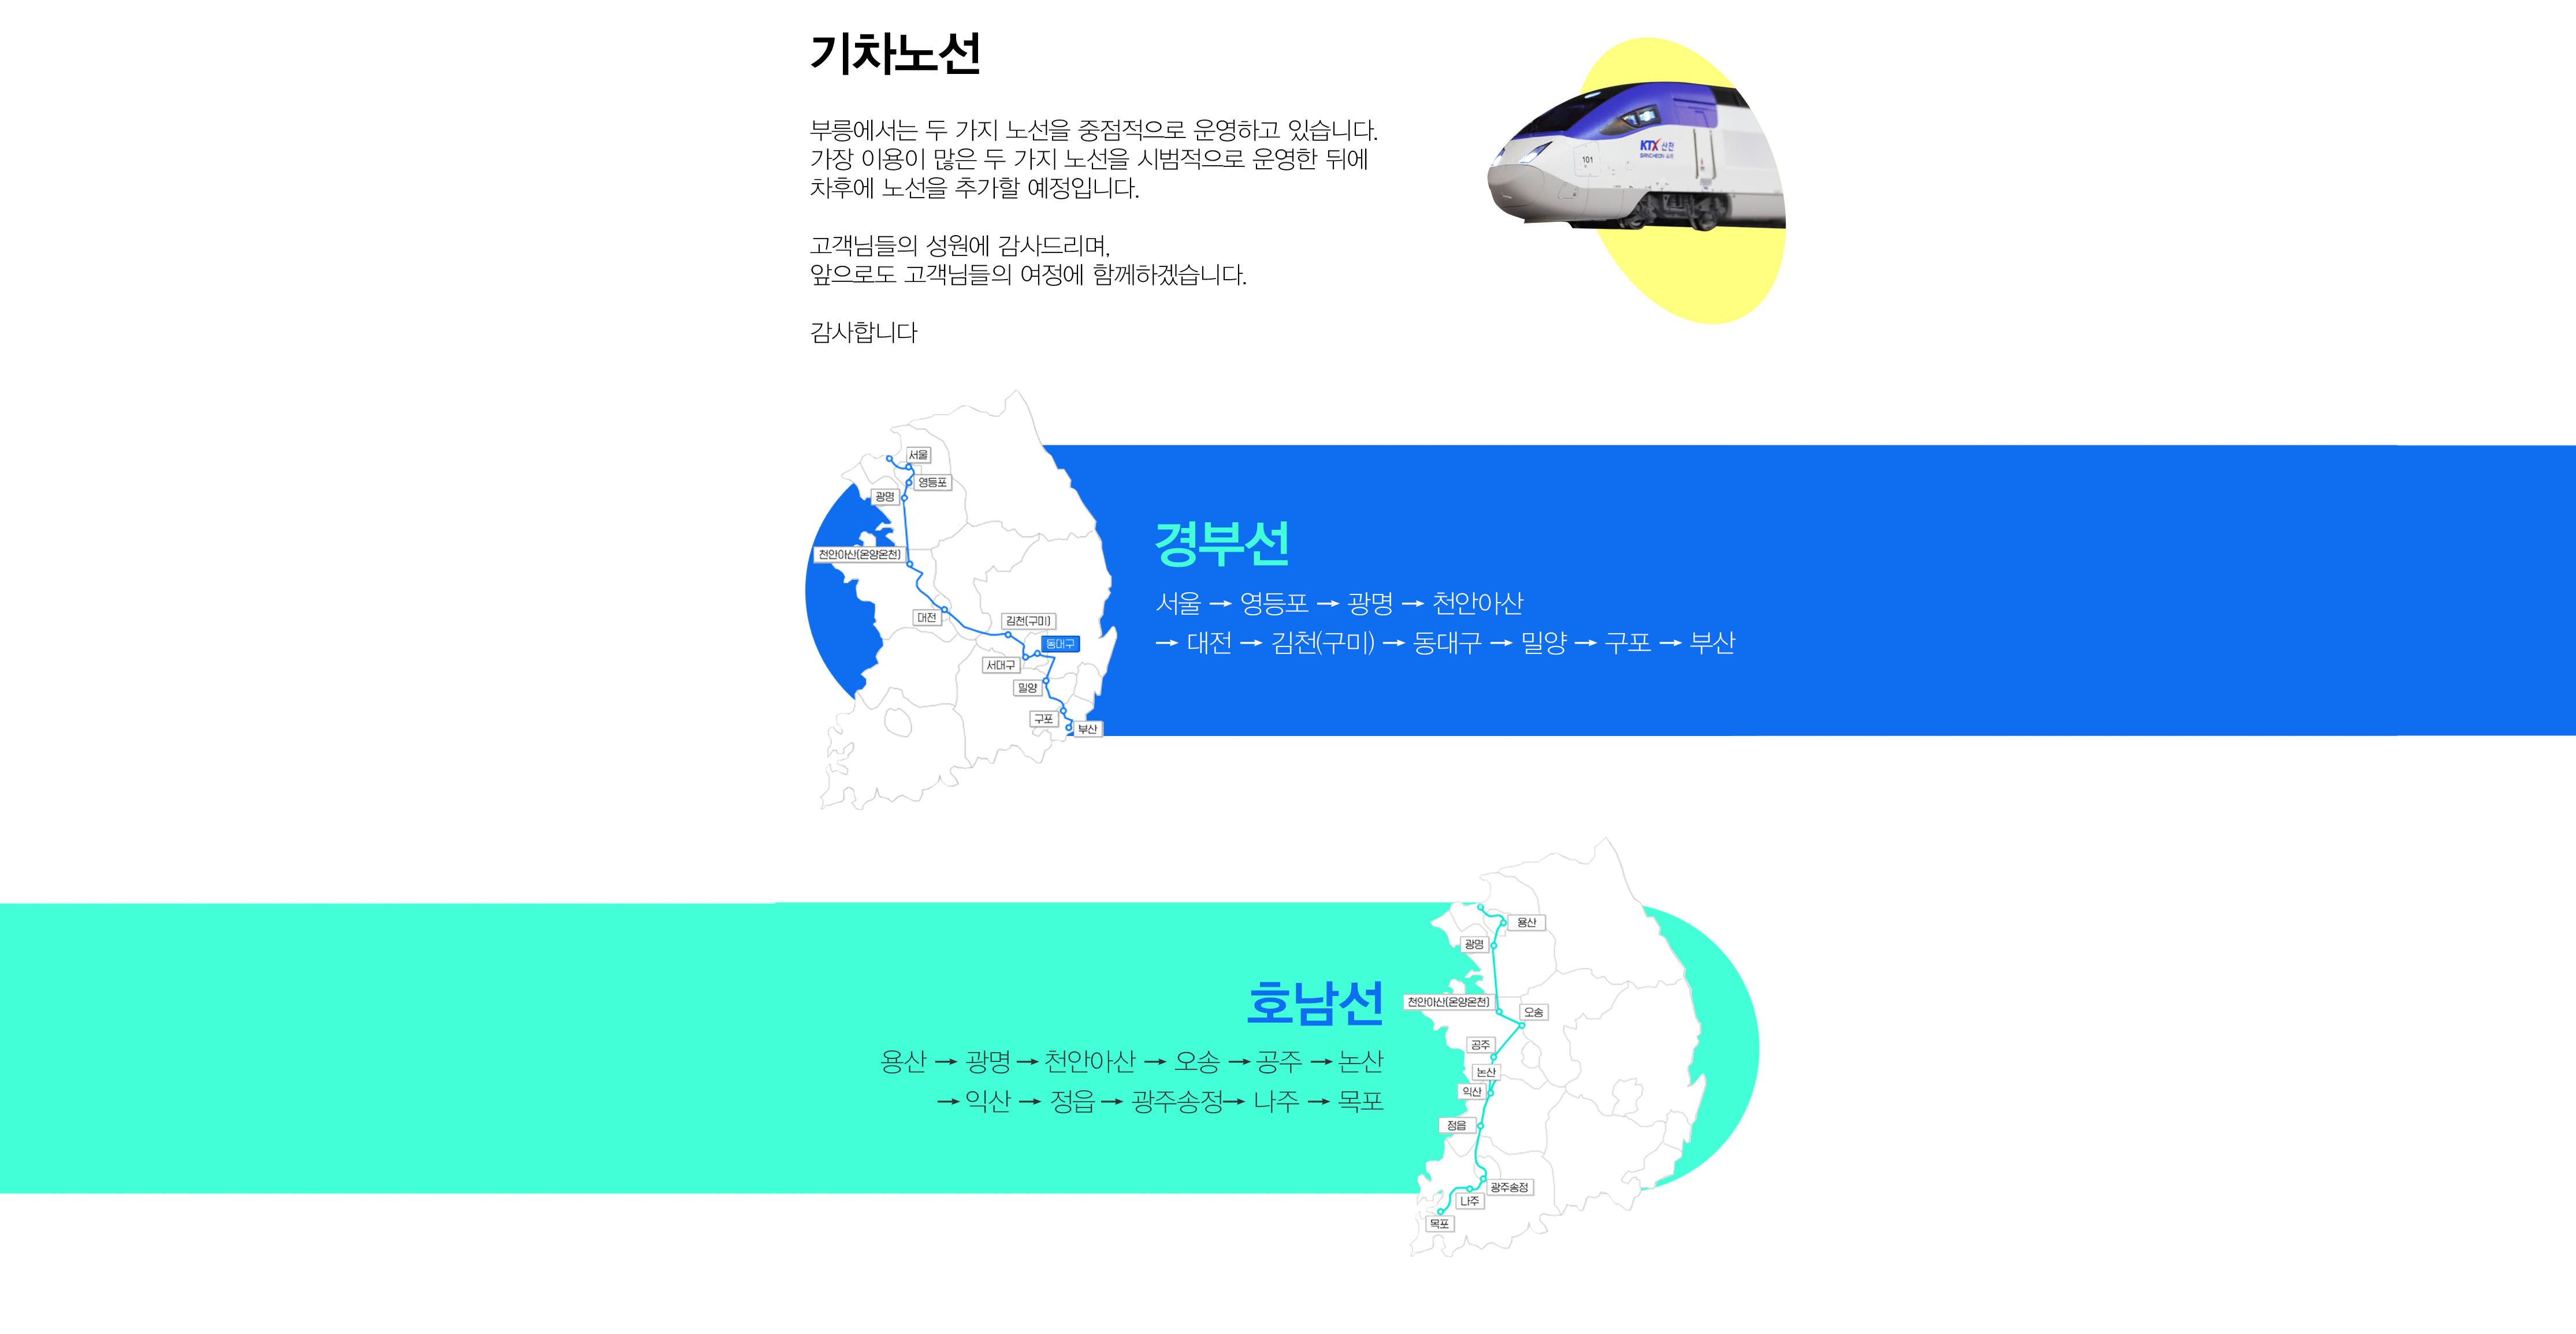 기차노선
부릉에서는 두 가지 노선을 중점적으로 운영하고 있습니다.
가장 이용이 많은 두 가지 노선을 시범적으로 운영한 뒤에
차후에 노선을 추가할 예정입니다.
고객님들의 성원에 감사드리며,
앞으로도 고객님들의 여정에 함께하겠습니다.
감사합니다
KTX 산천
101
서울
영등포
광명
천안아산(온양온천)
대전
김천(구미)
동대구
서대구
밀양
구포
부산
경부선
서울 → 영등포 → 광명 → 천안아산
→ 대전 → 김천(구미) → 동대구 → 밀양 → 구포 → 부산
호남선
용산 → 광명 → 천안아산 → 오송 → 공주 → 논산
→ 익산 → 정읍 → 광주송정→ 나주 → 목포
용산
광명
천안아산(온양온천)
오송
공주
논산
익산
정읍
광주송정
나주
목포